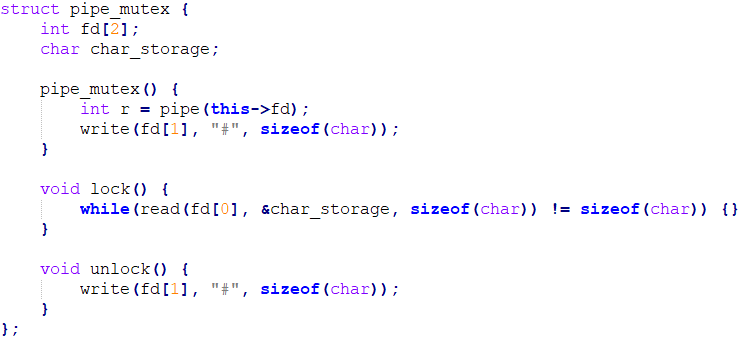 struct pipe_mutex {
    int fd[2];
    char char_storage;

    pipe_mutex() {
        int r = pipe(this->fd);
        write(fd[1], "#", sizeof(char));
    }

    void lock() {
        while(read(fd[0], &char_storage, sizeof(char)) != sizeof(char)) {}
    }

    void unlock() {
        write(fd[1], "#", sizeof(char));
    }
};